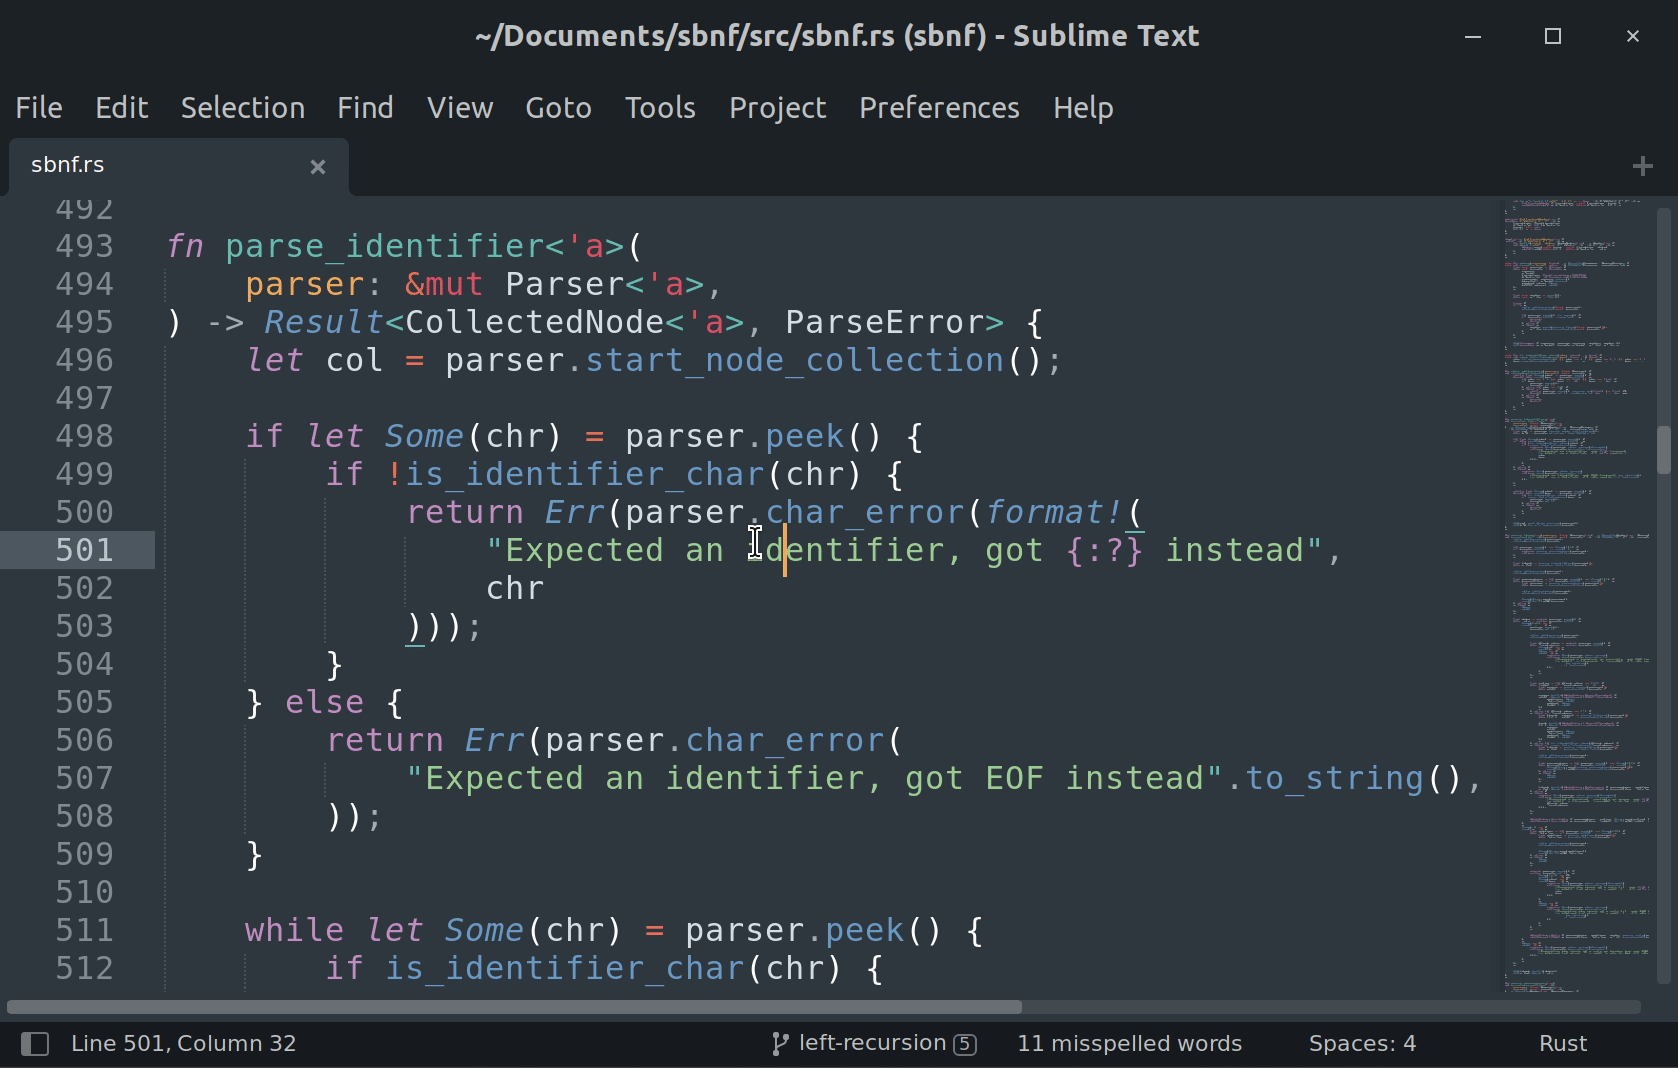 ~/Documents/sbnf/src/sbnf.rs (sbnf) - Sublime Text
File Edit Selection Find View Goto Tools Project Preferences Help
sbnf.rs
492
493 fn parse_identifier<'a>(
494     parser: &mut Parser<'a>,
495 ) -> Result<CollectedNode<'a>, ParseError> {
496     let col = parser.start_node_collection();
497
498     if let Some(chr) = parser.peek() {
499         if !is_identifier_char(chr) {
500             return Err(parser.char_error(format!(
501                 "Expected an identifier, got {:?} instead",
502                 chr
503             )));
504         }
505     } else {
506         return Err(parser.char_error(
507             "Expected an identifier, got EOF instead".to_string(),
508         ));
509     }
510
511     while let Some(chr) = parser.peek() {
512         if is_identifier_char(chr) {
Line 501, Column 32 left-recursion 5 11 misspelled words Spaces: 4 Rust